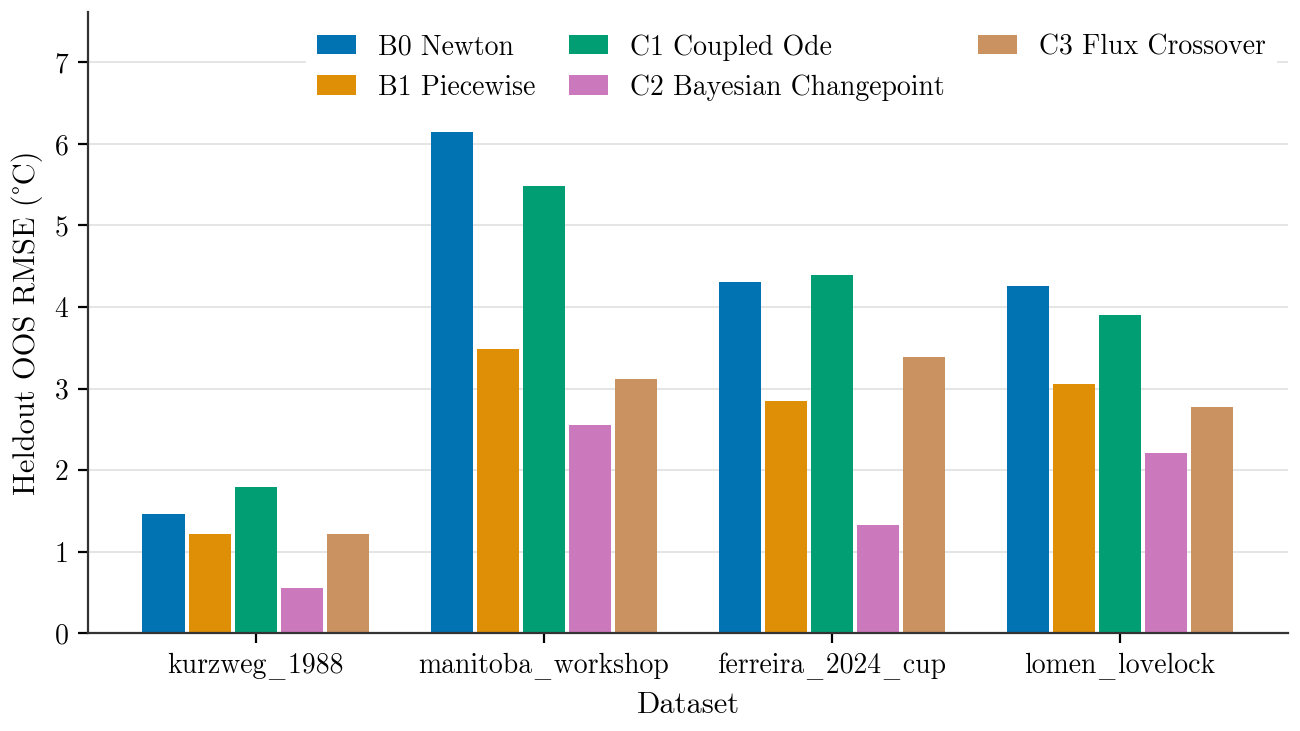 B0 Newton
B1 Piecewise
C1 Coupled Ode
C2 Bayesian Changepoint
C3 Flux Crossover
Heldout OOS RMSE (°C)
7
6
5
4
3
2
1
0
kurzweg_1988
manitoba_workshop
ferreira_2024_cup
lomen_lovelock
Dataset